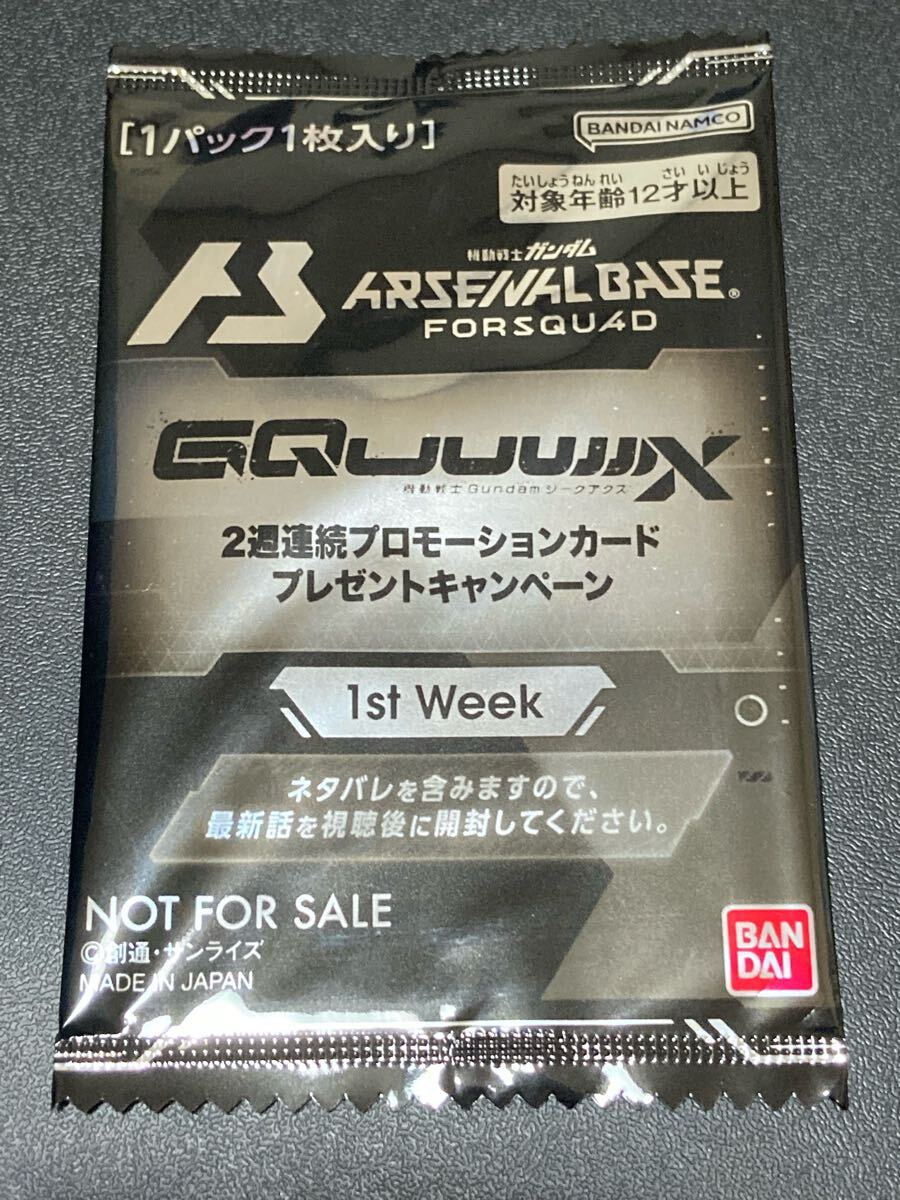 [1パック1枚入り]
BANDAI NAMCO
たいしょうねんれい さいいじょう
対象年齢12才以上
機動戦士ガンダム
ARSENAL BASE®
FORSQUAD
GQuuuuuuX
機動戦士Gundamジークアクス
2週連続プロモーションカード
プレゼントキャンペーン
1st Week
ネタバレを含みますので、
最新話を視聴後に開封してください。
NOT FOR SALE
©創通・サンライズ
MADE IN JAPAN
BAN
DAI